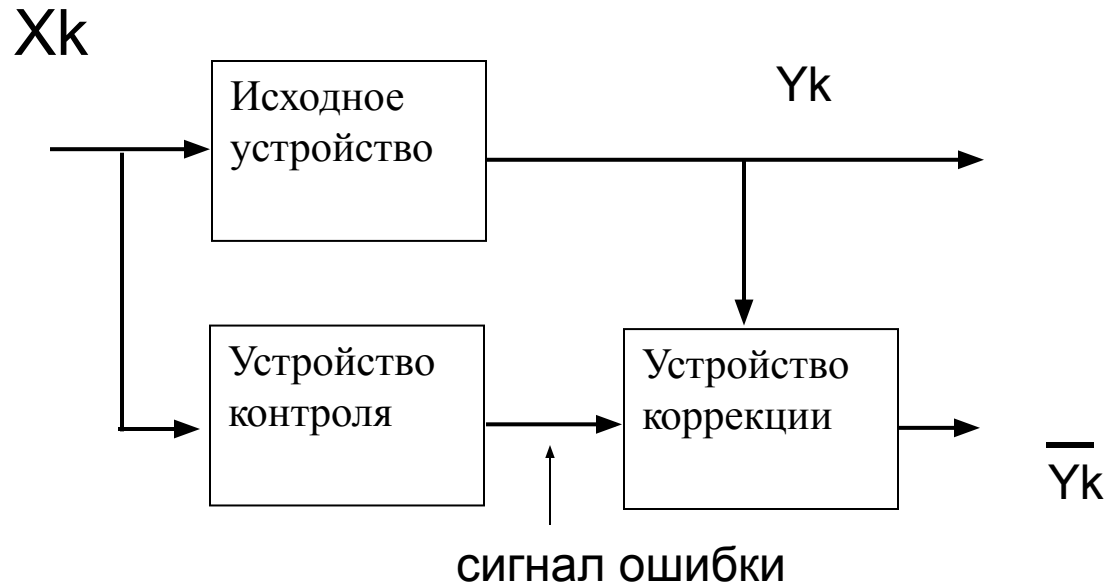 Xk
Исходное
устройство
Yk
Устройство
контроля
Устройство
коррекции
Yk
сигнал ошибки